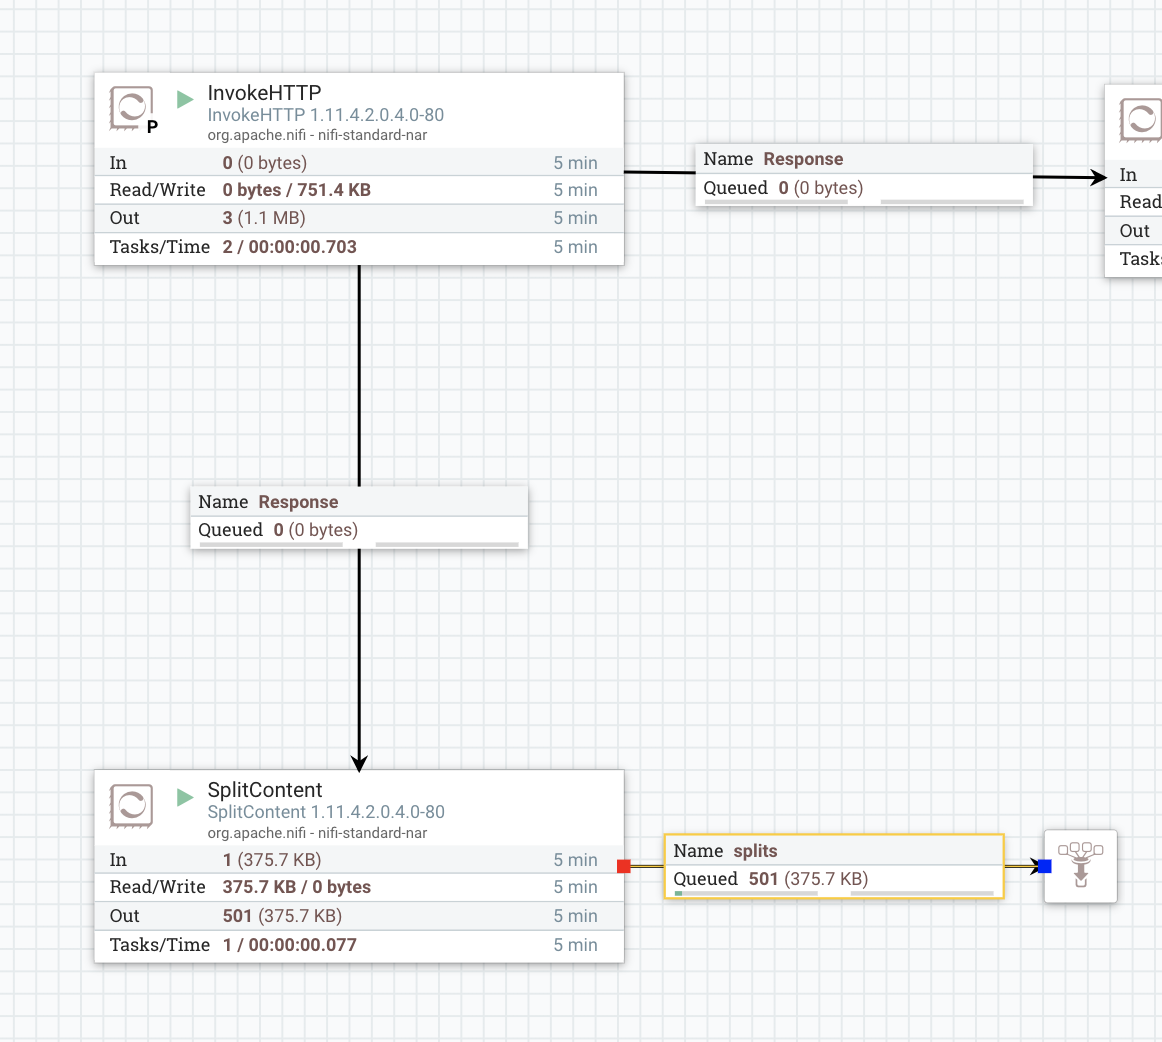 InvokeHTTP
InvokeHTTP 1.11.4.2.0.4.0-80
org.apache.nifi - nifi-standard-nar
P
In 0 (0 bytes) 5 min
Read/Write 0 bytes / 751.4 KB 5 min
Out 3 (1.1 MB) 5 min
Tasks/Time 2 / 00:00:00.703 5 min
Name Response
Queued 0 (0 bytes)
In
Read
Out
Task
Name Response
Queued 0 (0 bytes)
SplitContent
SplitContent 1.11.4.2.0.4.0-80
org.apache.nifi - nifi-standard-nar
In 1 (375.7 KB) 5 min
Read/Write 375.7 KB / 0 bytes 5 min
Out 501 (375.7 KB) 5 min
Tasks/Time 1 / 00:00:00.077 5 min
Name splits
Queued 501 (375.7 KB)